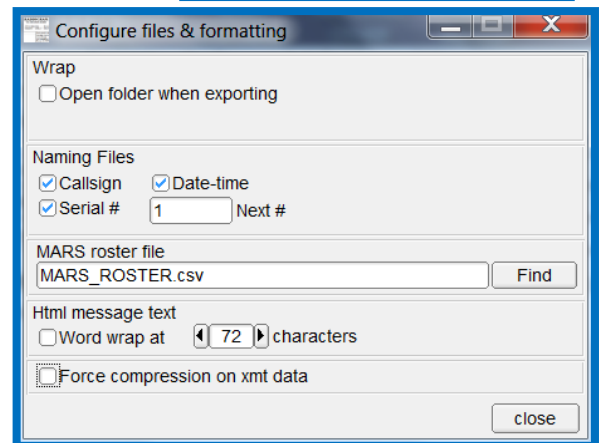 Configure files & formatting
Wrap
Open folder when exporting
Naming Files
Callsign Date-time
Serial # 1 Next #
MARS roster file
MARS_ROSTER.csv Find
Html message text
Word wrap at 72 characters
Force compression on xmt data
close